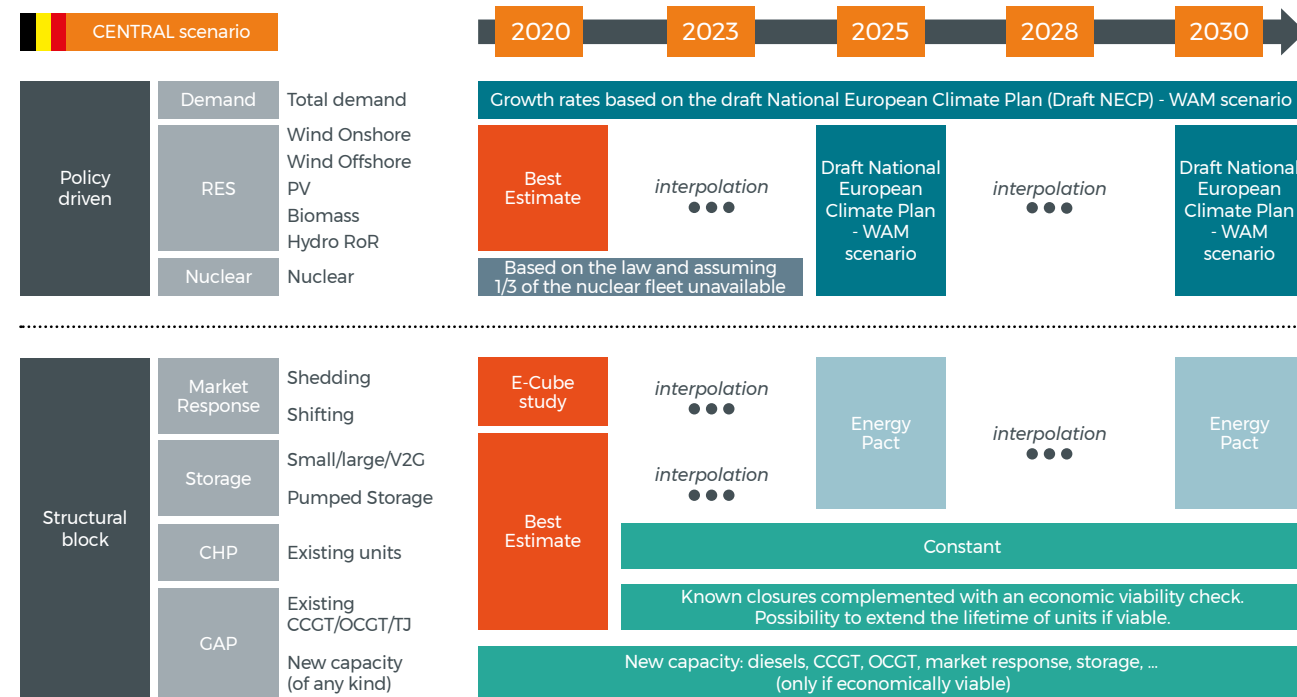 CENTRAL scenario
2020
2023
2025
2028
2030
Policy
driven
Demand
Total demand
Growth rates based on the draft National European Climate Plan (Draft NECP) - WAM scenario
RES
Wind Onshore
Wind Offshore
PV
Biomass
Hydro RoR
Best
Estimate
interpolation
Draft National
European
Climate Plan
- WAM
scenario
interpolation
Draft National
European
Climate Plan
- WAM
scenario
Nuclear
Nuclear
Based on the law and assuming
1/3 of the nuclear fleet unavailable
Structural
block
Market
Response
Shedding
Shifting
E-Cube
study
interpolation
Energy
Pact
interpolation
Energy
Pact
Storage
Small/large/V2G
Pumped Storage
Best
Estimate
interpolation
CHP
Existing units
Constant
GAP
Existing
CCGT/OCGT/TJ
Known closures complemented with an economic viability check.
Possibility to extend the lifetime of units if viable.
New capacity
(of any kind)
New capacity: diesels, CCGT, OCGT, market response, storage, ...
(only if economically viable)